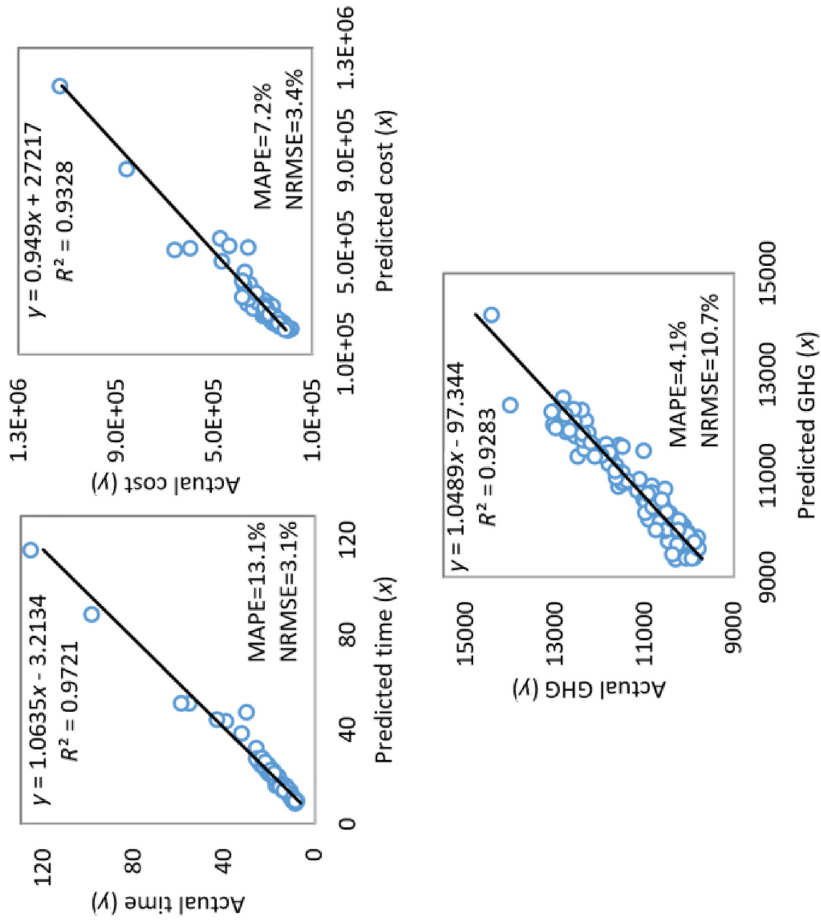 y = 1.0635x - 3.2134
R² = 0.9721
MAPE=13.1%
NRMSE=3.1%
120
80
40
0
Actual time (y)
0 40 80 120
Predicted time (x)
y = 0.949x + 27217
R² = 0.9328
MAPE=7.2%
NRMSE=3.4%
1.3E+06
9.0E+05
5.0E+05
1.0E+05
Actual cost (y)
1.0E+05 5.0E+05 9.0E+05 1.3E+06
Predicted cost (x)
y = 1.0489x - 97.344
R² = 0.9283
MAPE=4.1%
NRMSE=10.7%
15000
13000
11000
9000
Actual GHG (y)
9000 11000 13000 15000
Predicted GHG (x)